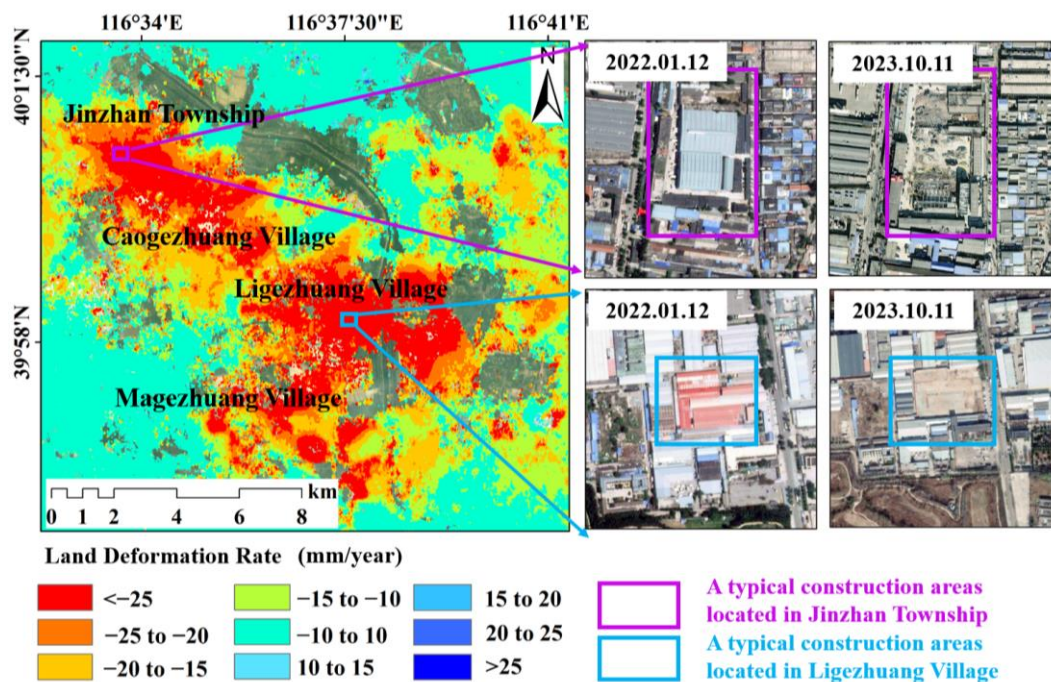 116°34'E
116°37'30"E
116°41'E
40°1'30"N
39°58'N
N
Jinzhan Township
Caogezhuang Village
Ligezhuang Village
Magezhuang Village
km
0 1 2 4 6 8
2022.01.12
2023.10.11
2022.01.12
2023.10.11
Land Deformation Rate (mm/year)
<−25
−25 to −20
−20 to −15
−15 to −10
−10 to 10
10 to 15
15 to 20
20 to 25
>25
A typical construction areas
located in Jinzhan Township
A typical construction areas
located in Ligezhuang Village